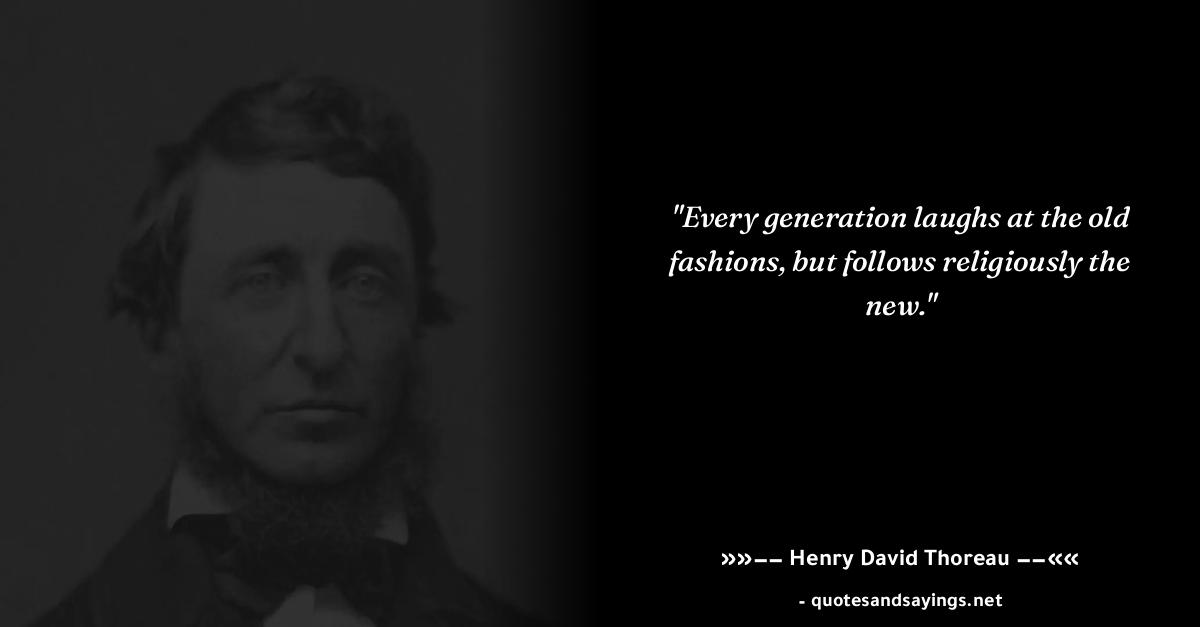 "Every generation laughs at the old
fashions, but follows religiously the
new."
»»−− Henry David Thoreau −−««
- quotesandsayings.net